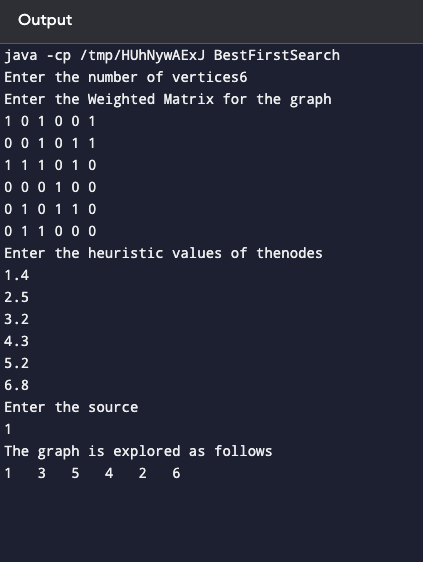 Output
java -cp /tmp/HUhNywAExJ BestFirstSearch
Enter the number of vertices6
Enter the Weighted Matrix for the graph
1 0 1 0 0 1
0 0 1 0 1 1
1 1 1 0 1 0
0 0 0 1 0 0
0 1 0 1 1 0
0 1 1 0 0 0
Enter the heuristic values of thenodes
1.4
2.5
3.2
4.3
5.2
6.8
Enter the source
1
The graph is explored as follows
1 3 5 4 2 6